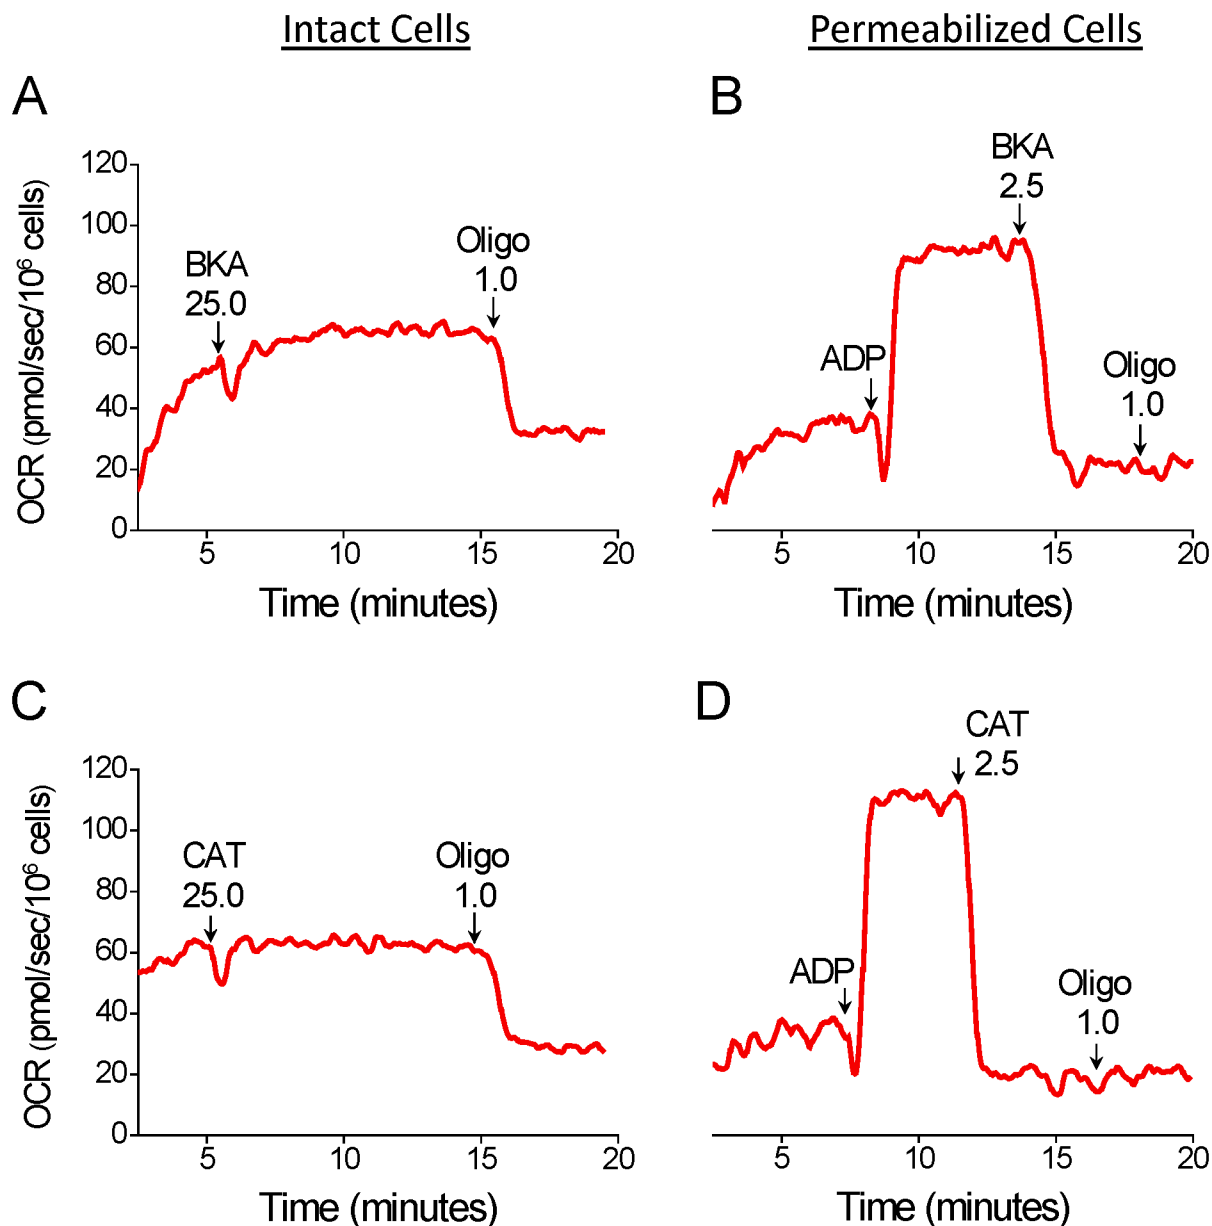 Intact Cells
Permeabilized Cells
A
OCR (pmol/sec/10⁶ cells)
120
100
80
60
40
20
0
BKA
25.0
Oligo
1.0
5
10
15
20
Time (minutes)
B
BKA
2.5
ADP
Oligo
1.0
5
10
15
20
Time (minutes)
C
OCR (pmol/sec/10⁶ cells)
120
100
80
60
40
20
0
CAT
25.0
Oligo
1.0
5
10
15
20
Time (minutes)
D
CAT
2.5
ADP
Oligo
1.0
5
10
15
20
Time (minutes)